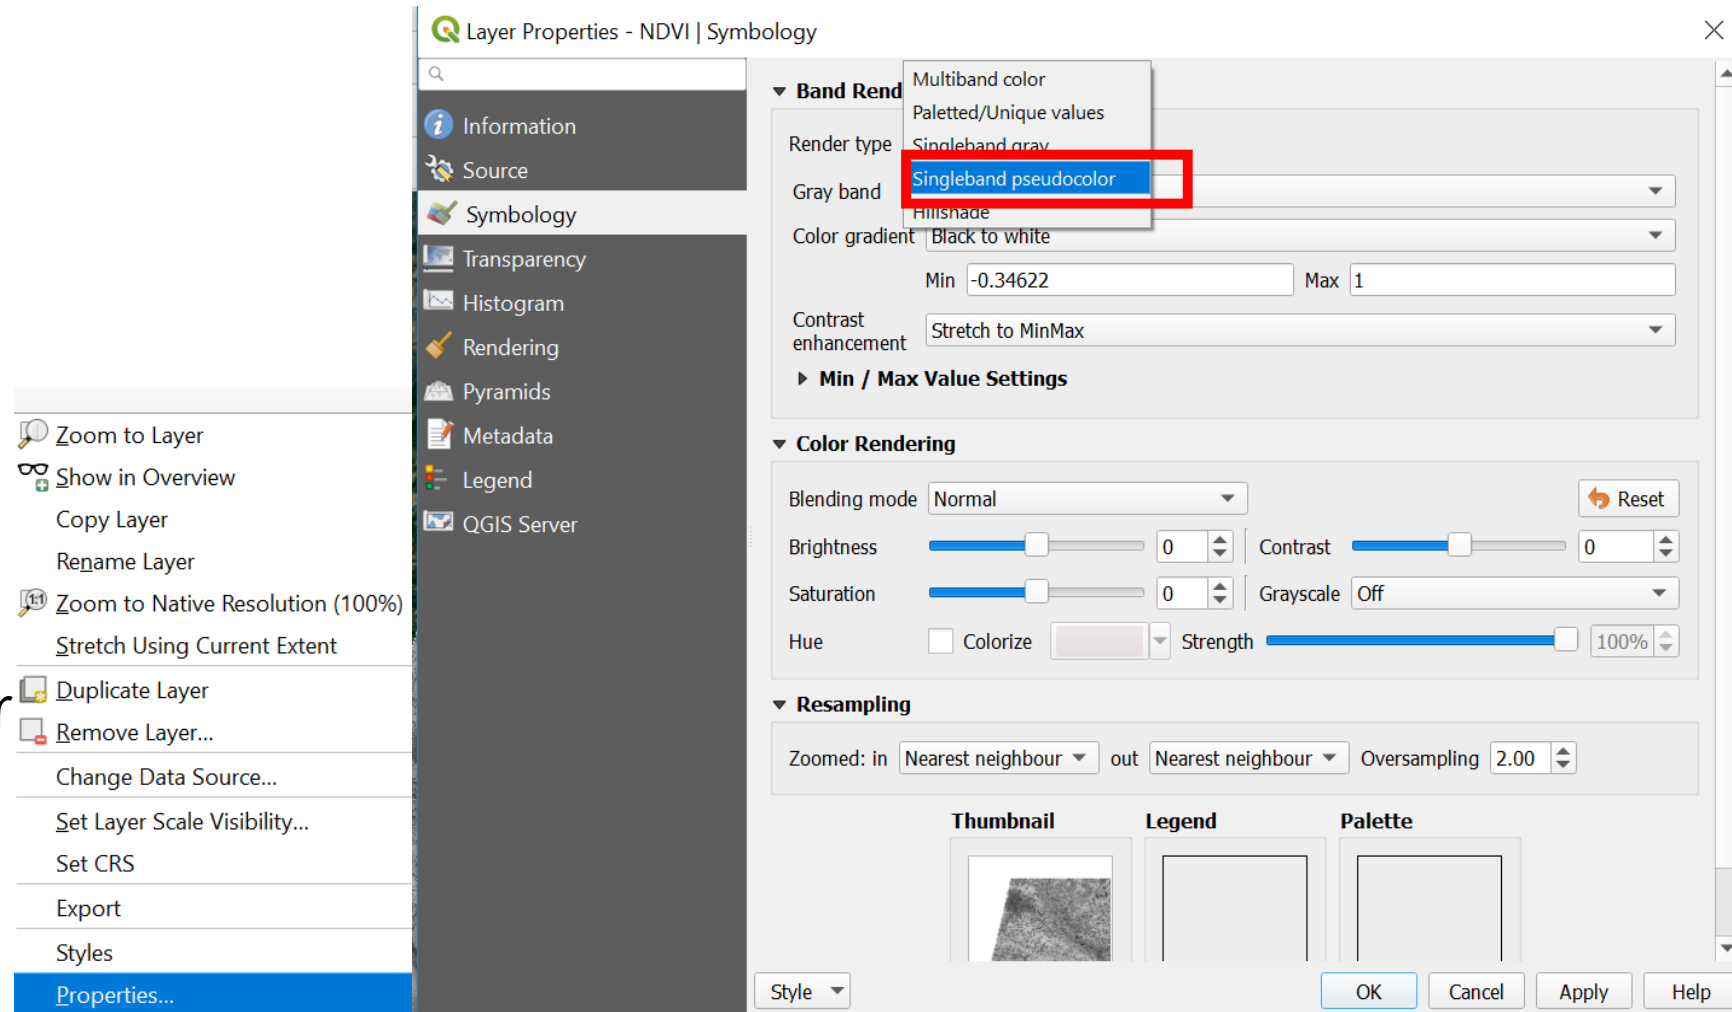 Layer Properties - NDVI | Symbology
Information
Source
Symbology
Transparency
Histogram
Rendering
Pyramids
Metadata
Legend
QGIS Server
Zoom to Layer
Show in Overview
Copy Layer
Rename Layer
Zoom to Native Resolution (100%)
Stretch Using Current Extent
Duplicate Layer
Remove Layer...
Change Data Source...
Set Layer Scale Visibility...
Set CRS
Export
Styles
Properties...
Band Rend
Multiband color
Paletted/Unique values
Render type
Singleband gray
Singleband pseudocolor
Hillshade
Gray band
Color gradient Black to white
Min -0.34622 Max 1
Contrast
enhancement
Stretch to MinMax
Min / Max Value Settings
Color Rendering
Blending mode Normal Reset
Brightness 0 Contrast 0
Saturation 0 Grayscale Off
Hue Colorize Strength 100%
Resampling
Zoomed: in Nearest neighbour out Nearest neighbour Oversampling 2.00
Thumbnail Legend Palette
Style OK Cancel Apply Help